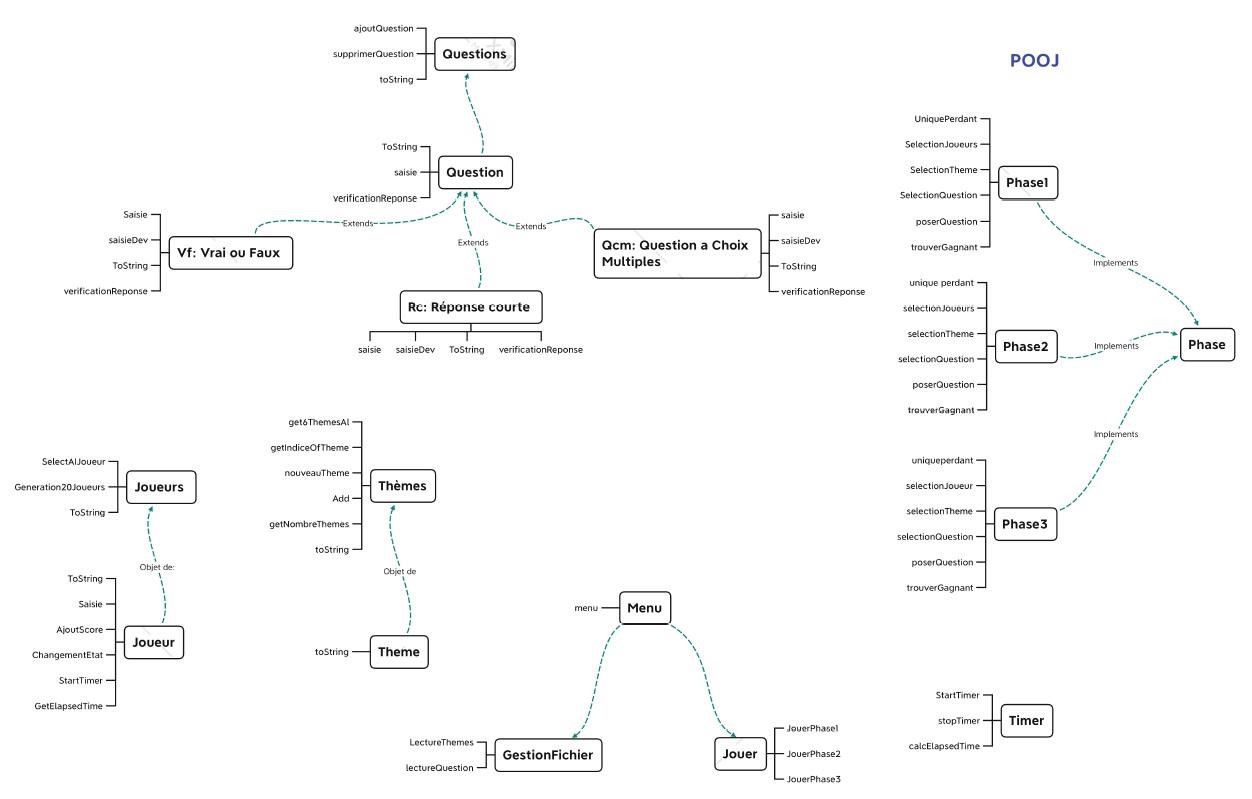 ajoutQuestion
supprimerQuestion
toString
Questions
POOJ
ToString
saisie
verificationReponse
Question
Extends
Extends
Extends
Saisie
saisieDev
ToString
verificationReponse
Vf: Vrai ou Faux
Qcm: Question a Choix
Multiples
saisie
saisieDev
ToString
verificationReponse
Rc: Réponse courte
saisie
saisieDev
ToString
verificationReponse
UniquePerdant
SelectionJoueurs
SelectionTheme
SelectionQuestion
poserQuestion
trouverGagnant
Phase1
Implements
unique perdant
selectionJoueurs
selectionTheme
selectionQuestion
poserQuestion
trouverGagnant
Phase2
Implements
Phase
uniqueperdant
selectionJoueur
selectionTheme
selectionQuestion
poserQuestion
trouverGagnant
Phase3
Implements
SelectAlJoueur
Generation20Joueurs
ToString
Joueurs
Objet de:
ToString
Saisie
AjoutScore
ChangementEtat
StartTimer
GetElapsedTime
Joueur
get6ThemesAl
getIndiceOfTheme
nouveauTheme
Add
getNombreThemes
toString
Thèmes
Objet de
toString
Theme
menu
Menu
LectureThemes
lectureQuestion
GestionFichier
Jouer
JouerPhase1
JouerPhase2
JouerPhase3
StartTimer
stopTimer
calcElapsedTime
Timer